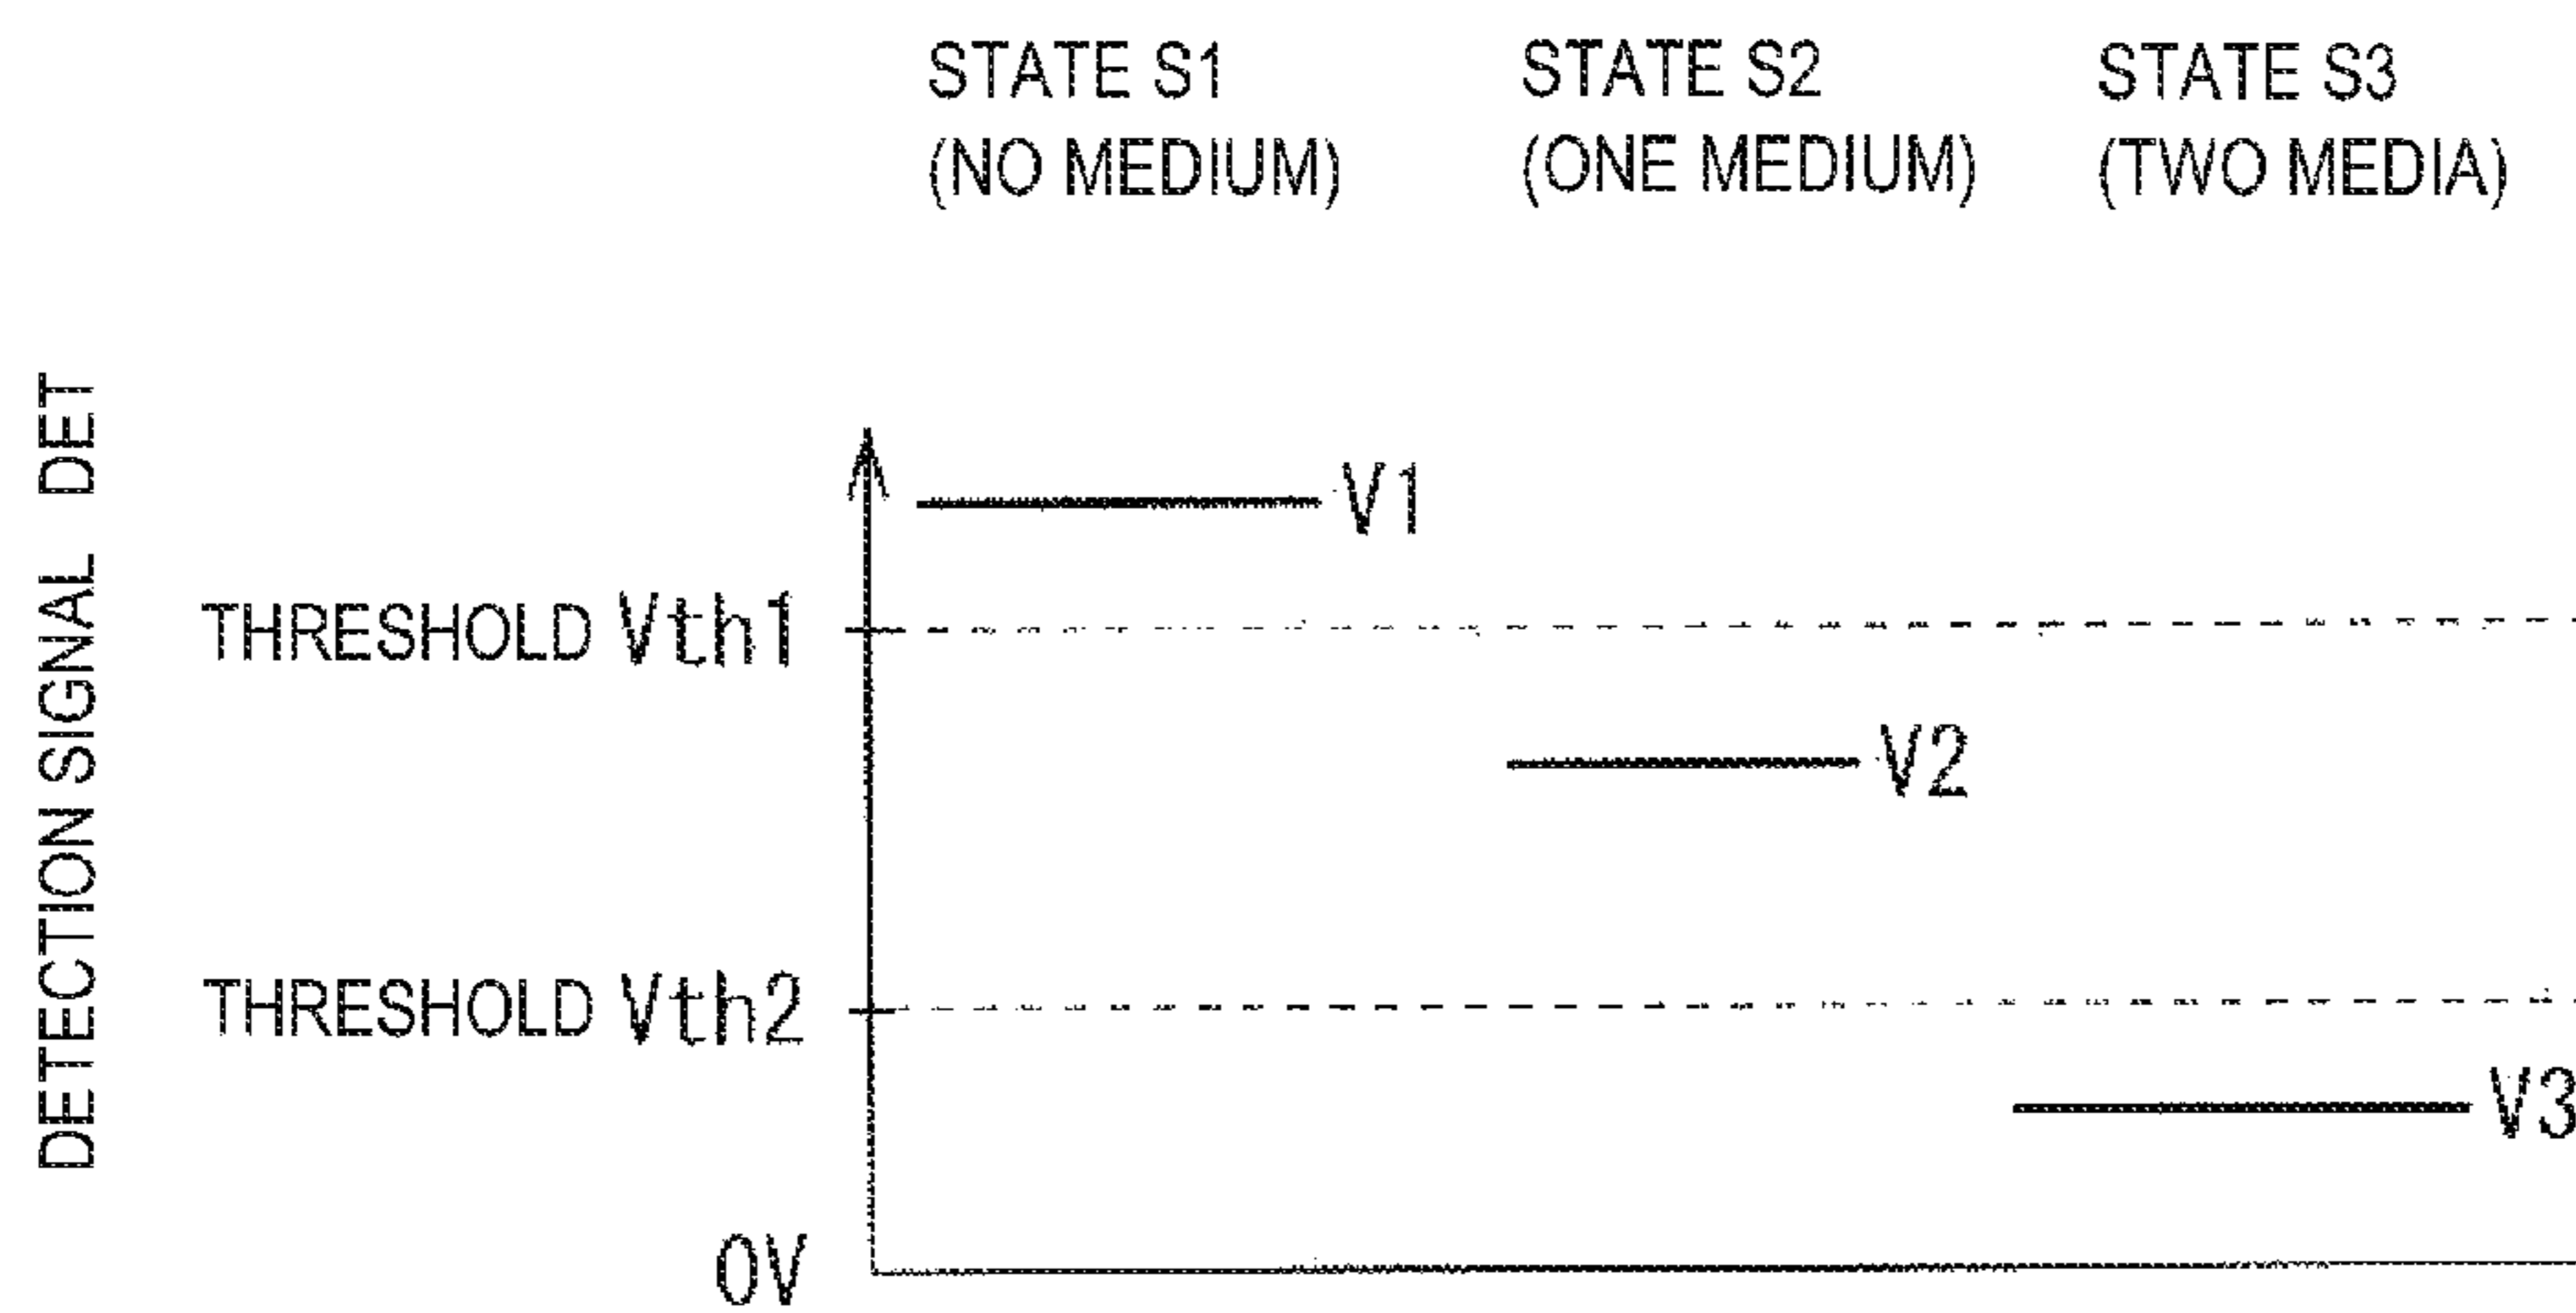 STATE S1
(NO MEDIUM)
STATE S2
(ONE MEDIUM)
STATE S3
(TWO MEDIA)
DETECTION SIGNAL DET
V1
THRESHOLD Vth1
V2
THRESHOLD Vth2
V3
0V